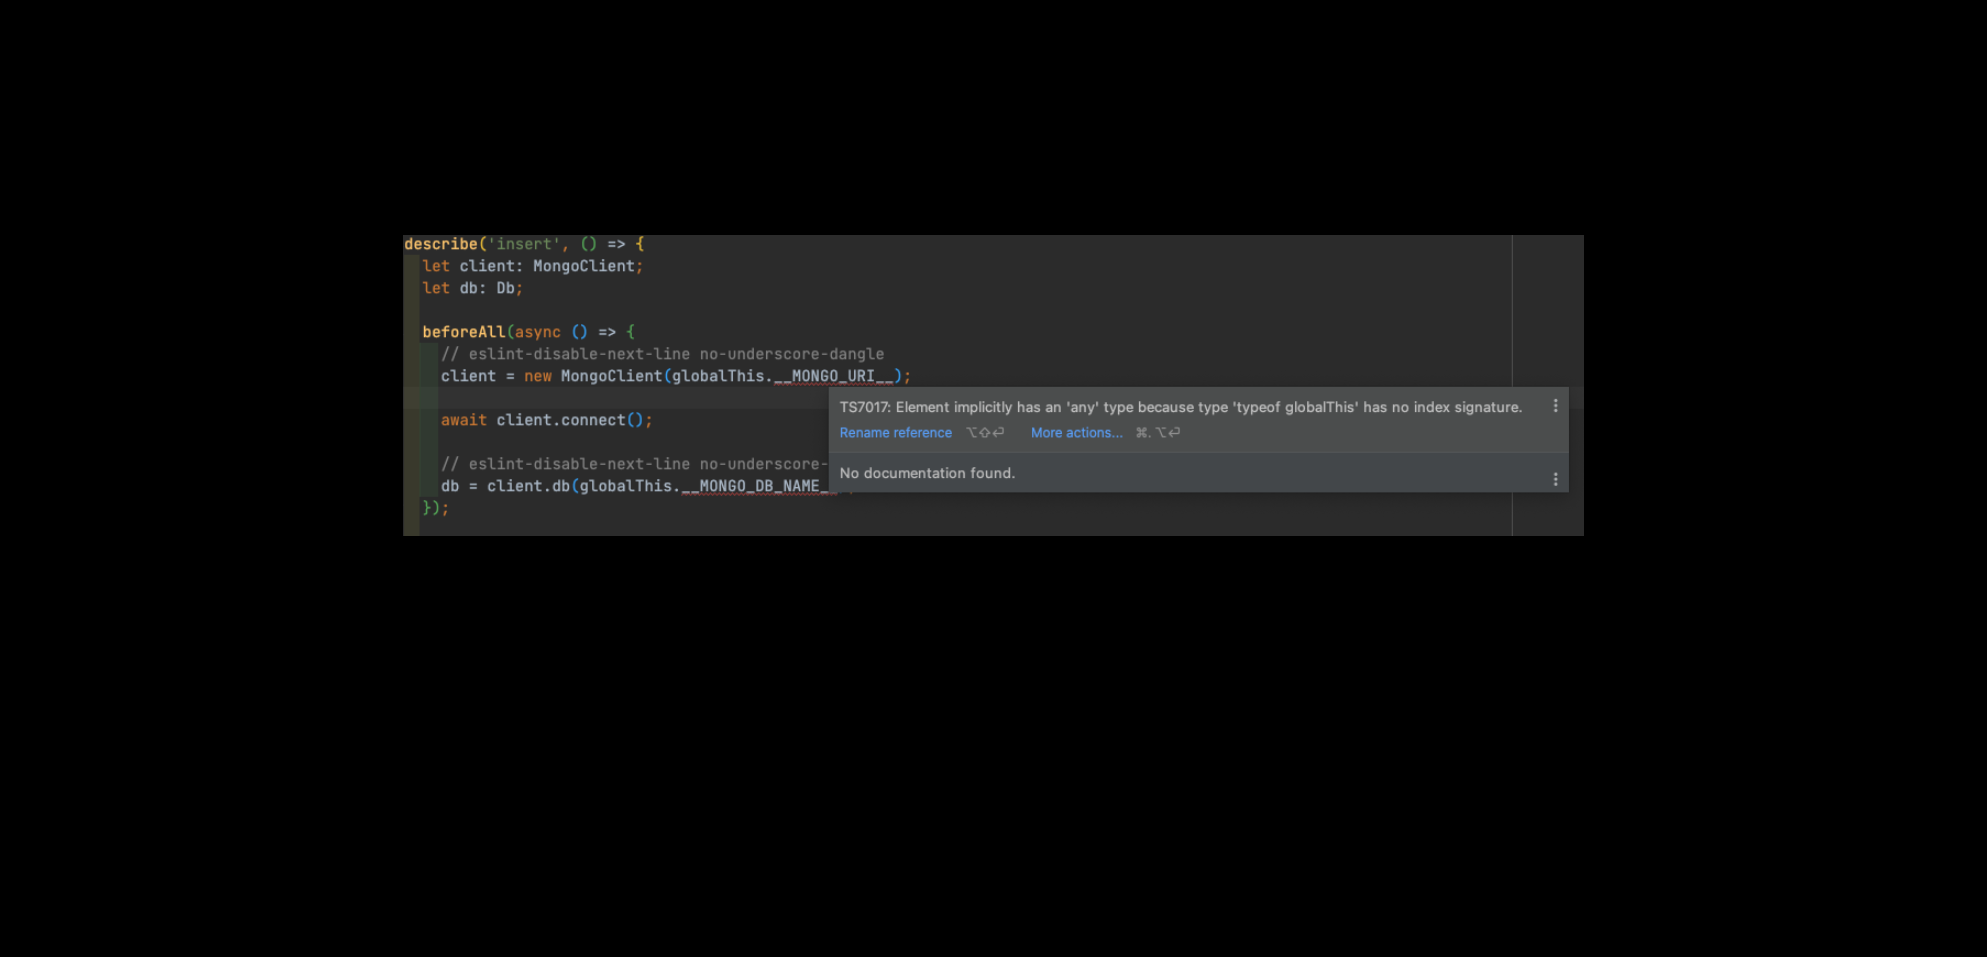 describe('insert', () => {
let client: MongoClient;
let db: Db;
beforeAll(async () => {
// eslint-disable-next-line no-underscore-dangle
client = new MongoClient(globalThis.__MONGO_URI__);
TS7017: Element implicitly has an 'any' type because type 'typeof globalThis' has no index signature.
Rename reference ⌥⇧⏎ More actions... ⌘. ⌥⏎
await client.connect();
// eslint-disable-next-line no-underscore-
No documentation found.
db = client.db(globalThis.__MONGO_DB_NAME_
});